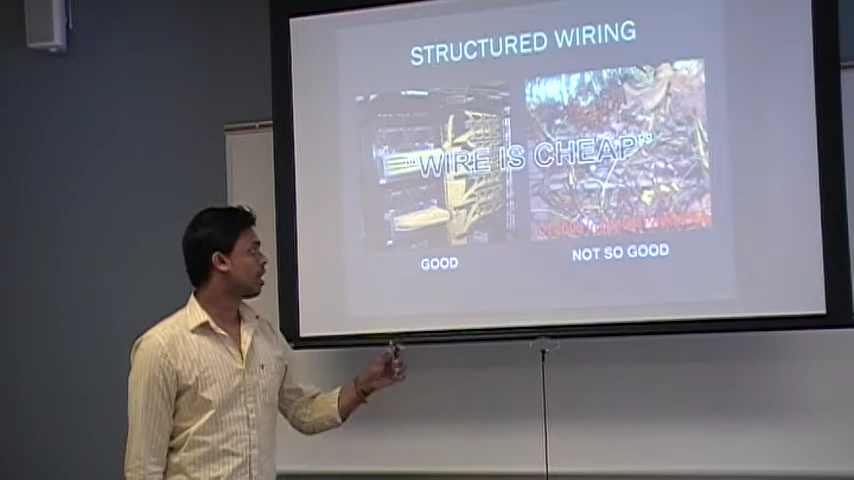 STRUCTURED WIRING
"WIRE IS CHEAP"
GOOD
NOT SO GOOD